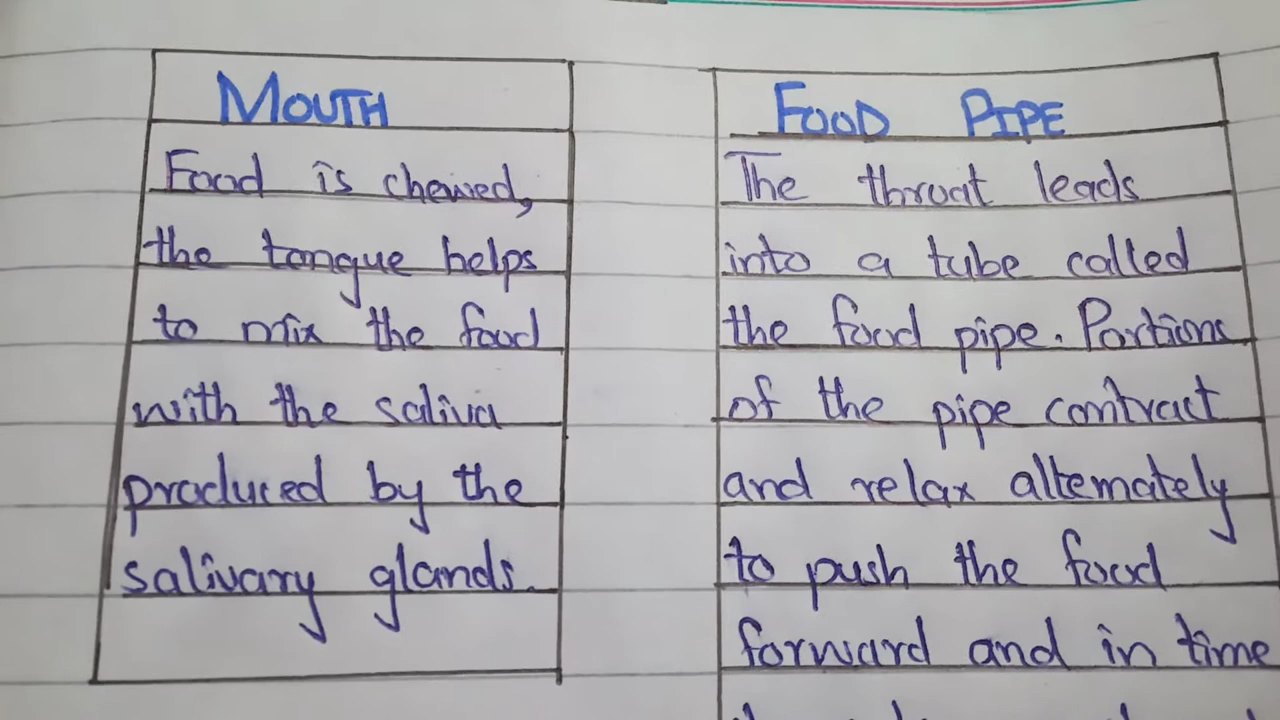 MOUTH
Food is chewed,
the tongue helps
to mix the food
with the saliva
produced by the
salivary glands.
FOOD PIPE
The throat leads
into a tube called
the food pipe. Portions
of the pipe contract
and relax alternately
to push the food
forward and in time